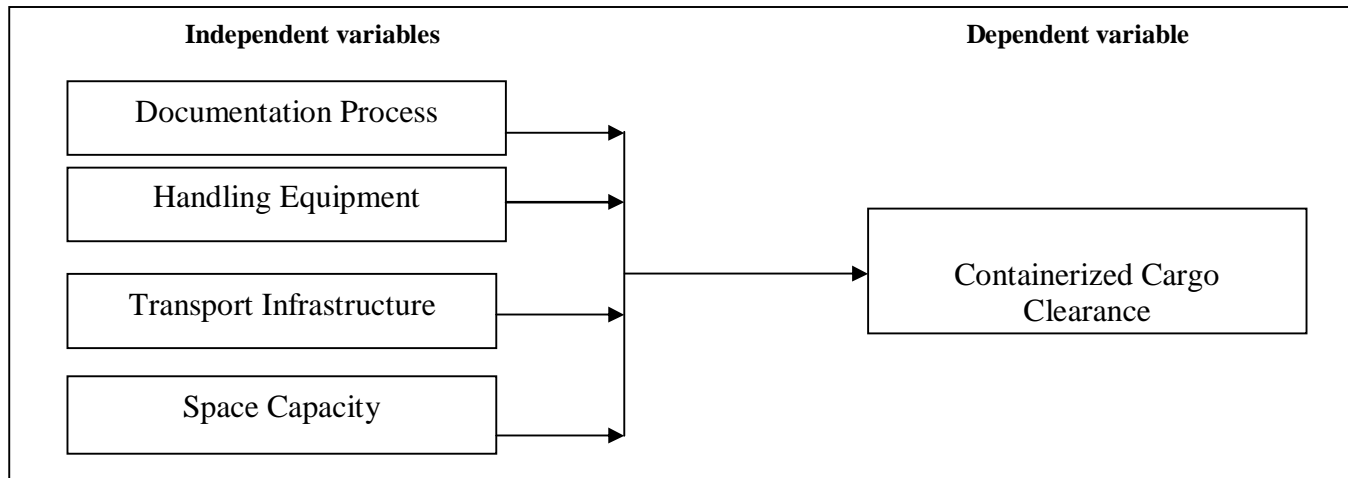 Independent variables
Dependent variable
Documentation Process
Handling Equipment
Transport Infrastructure
Space Capacity
Containerized Cargo
Clearance